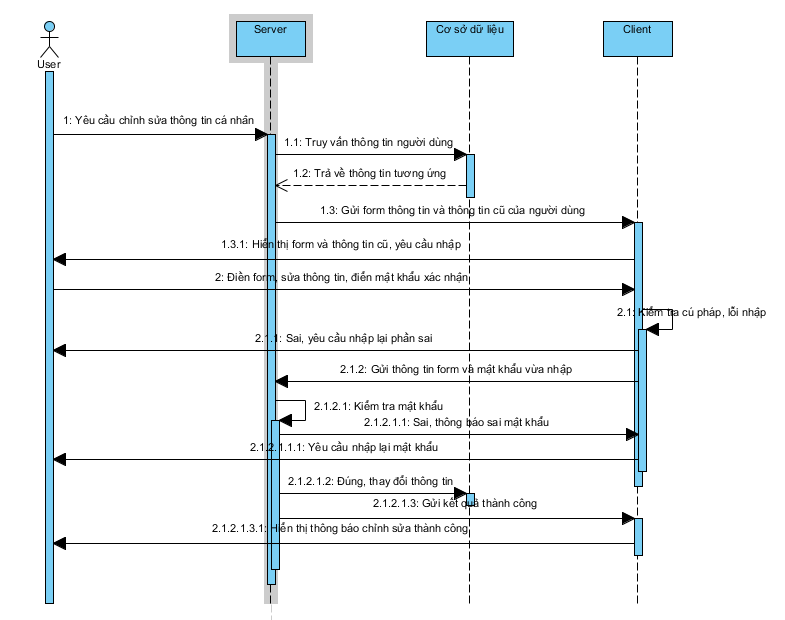 Server
Cơ sở dữ liệu
Client
User
1: Yêu cầu chỉnh sửa thông tin cá nhân
1.1: Truy vấn thông tin người dùng
1.2: Trả về thông tin tương ứng
1.3: Gửi form thông tin và thông tin cũ của người dùng
1.3.1: Hiển thị form và thông tin cũ, yêu cầu nhập
2: Điền form, sửa thông tin, điền mật khẩu xác nhận
2.1: Kiểm tra cú pháp, lỗi nhập
2.1.1: Sai, yêu cầu nhập lại phần sai
2.1.2: Gửi thông tin form và mật khẩu vừa nhập
2.1.2.1: Kiểm tra mật khẩu
2.1.2.1.1: Sai, thông báo sai mật khẩu
2.1.2.1.1.1: Yêu cầu nhập lại mật khẩu
2.1.2.1.2: Đúng, thay đổi thông tin
2.1.2.1.3: Gửi kết quả thành công
2.1.2.1.3.1: Hiển thị thông báo chỉnh sửa thành công